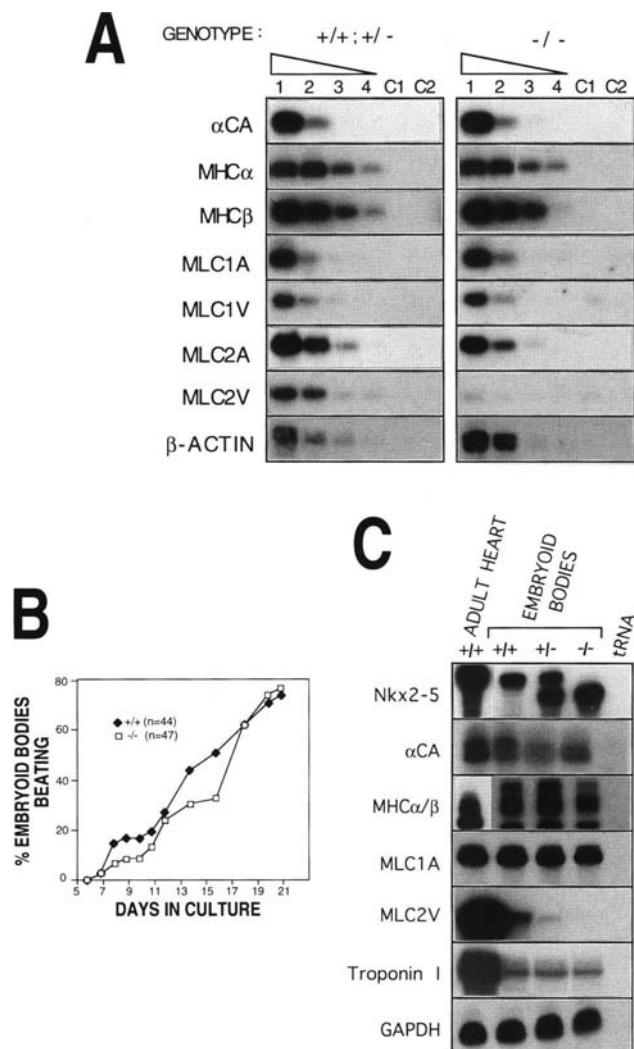 A
GENOTYPE : +/+ ; +/- -/-
1 2 3 4 C1 C2 1 2 3 4 C1 C2
αCA
MHCα
MHCβ
MLC1A
MLC1V
MLC2A
MLC2V
β-ACTIN
B
% EMBRYOID BODIES
BEATING
80
60
40
20
0
+/+ (n=44)
-/- (n=47)
5 7 9 11 13 15 17 19 21
DAYS IN CULTURE
C
ADULT HEART
EMBRYOID
BODIES
+/+ +/+ +/- -/- tRNA
Nkx2-5
αCA
MHCα/β
MLC1A
MLC2V
Troponin I
GAPDH